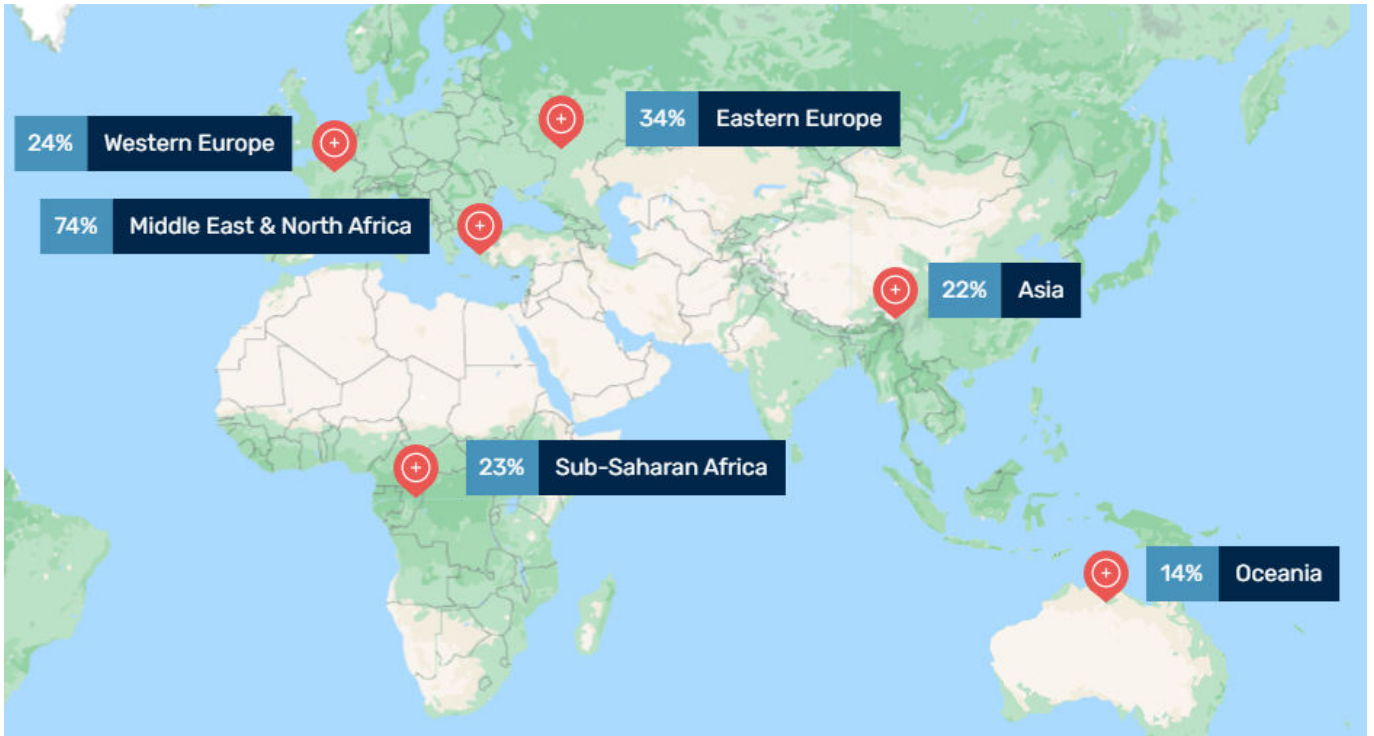 34% Eastern Europe
24% Western Europe
74% Middle East & North Africa
22% Asia
23% Sub-Saharan Africa
14% Oceania